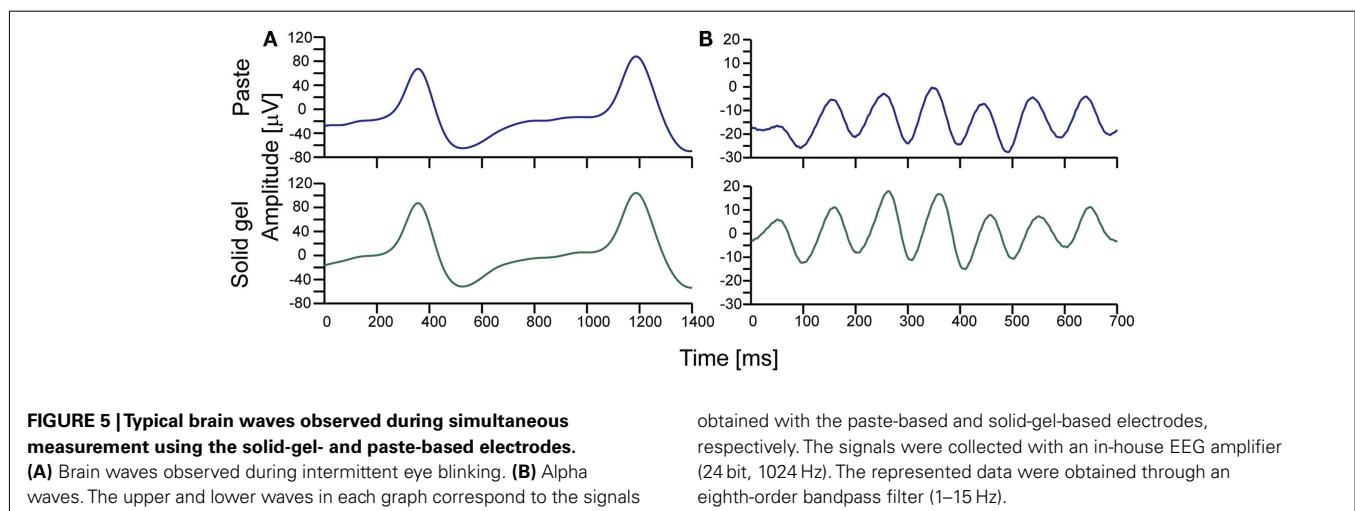 A
B
Paste
Solid gel
Amplitude [µV]
120
80
40
0
-40
-80
20
10
0
-10
-20
-30
120
80
40
0
-40
-80
0 200 400 600 800 1000 1200 1400
20
10
0
-10
-20
-30
0 100 200 300 400 500 600 700
Time [ms]
FIGURE 5 | Typical brain waves observed during simultaneous
measurement using the solid-gel- and paste-based electrodes.
(A) Brain waves observed during intermittent eye blinking. (B) Alpha
waves. The upper and lower waves in each graph correspond to the signals
obtained with the paste-based and solid-gel-based electrodes,
respectively. The signals were collected with an in-house EEG amplifier
(24 bit, 1024 Hz). The represented data were obtained through an
eighth-order bandpass filter (1–15 Hz).